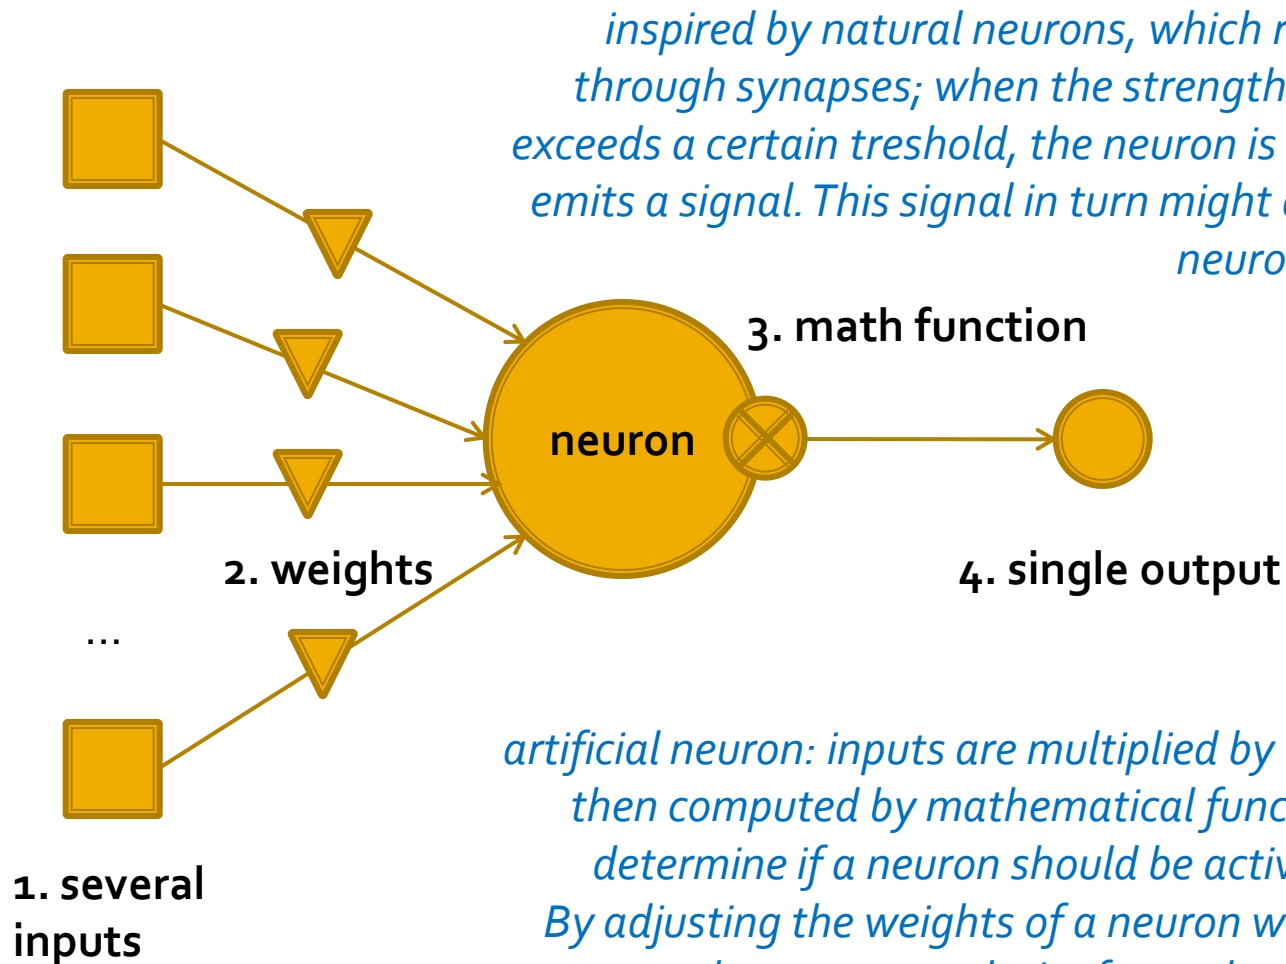 inspired by natural neurons, which
through synapses; when the strength
exceeds a certain treshold, the neuron is
emits a signal. This signal in turn might
3. math function
neuron
2. weights
4. single output
...
artificial neuron: inputs are multiplied by
then computed by mathematical
determine if a neuron should be
By adjusting the weights of a neuron
1. several
inputs